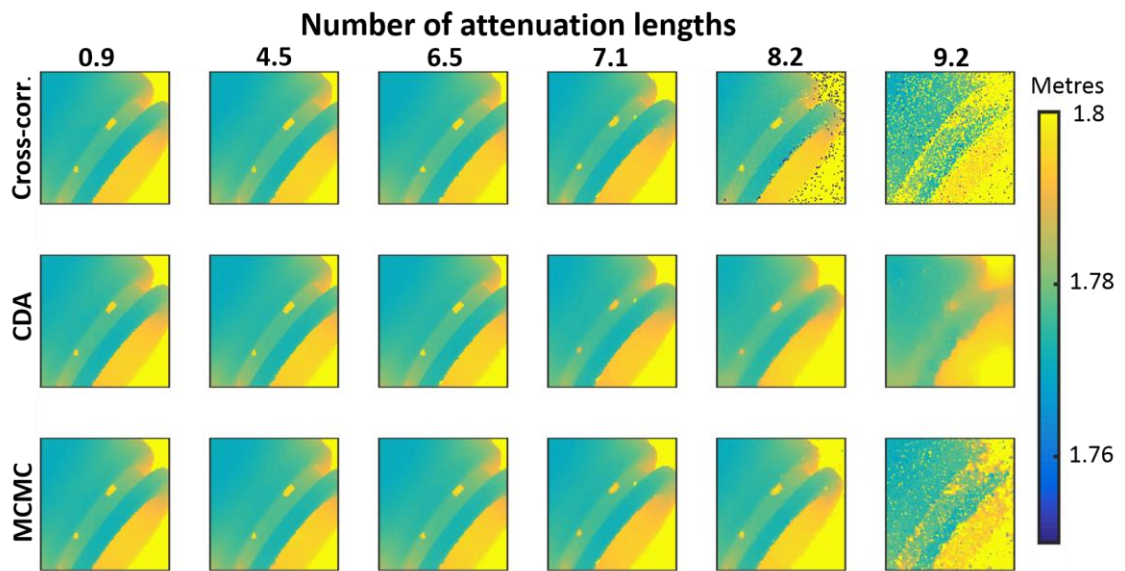 Number of attenuation lengths
0.9 4.5 6.5 7.1 8.2 9.2
Metres
1.8
Cross-corr.
1.78
CDA
1.76
MCMC